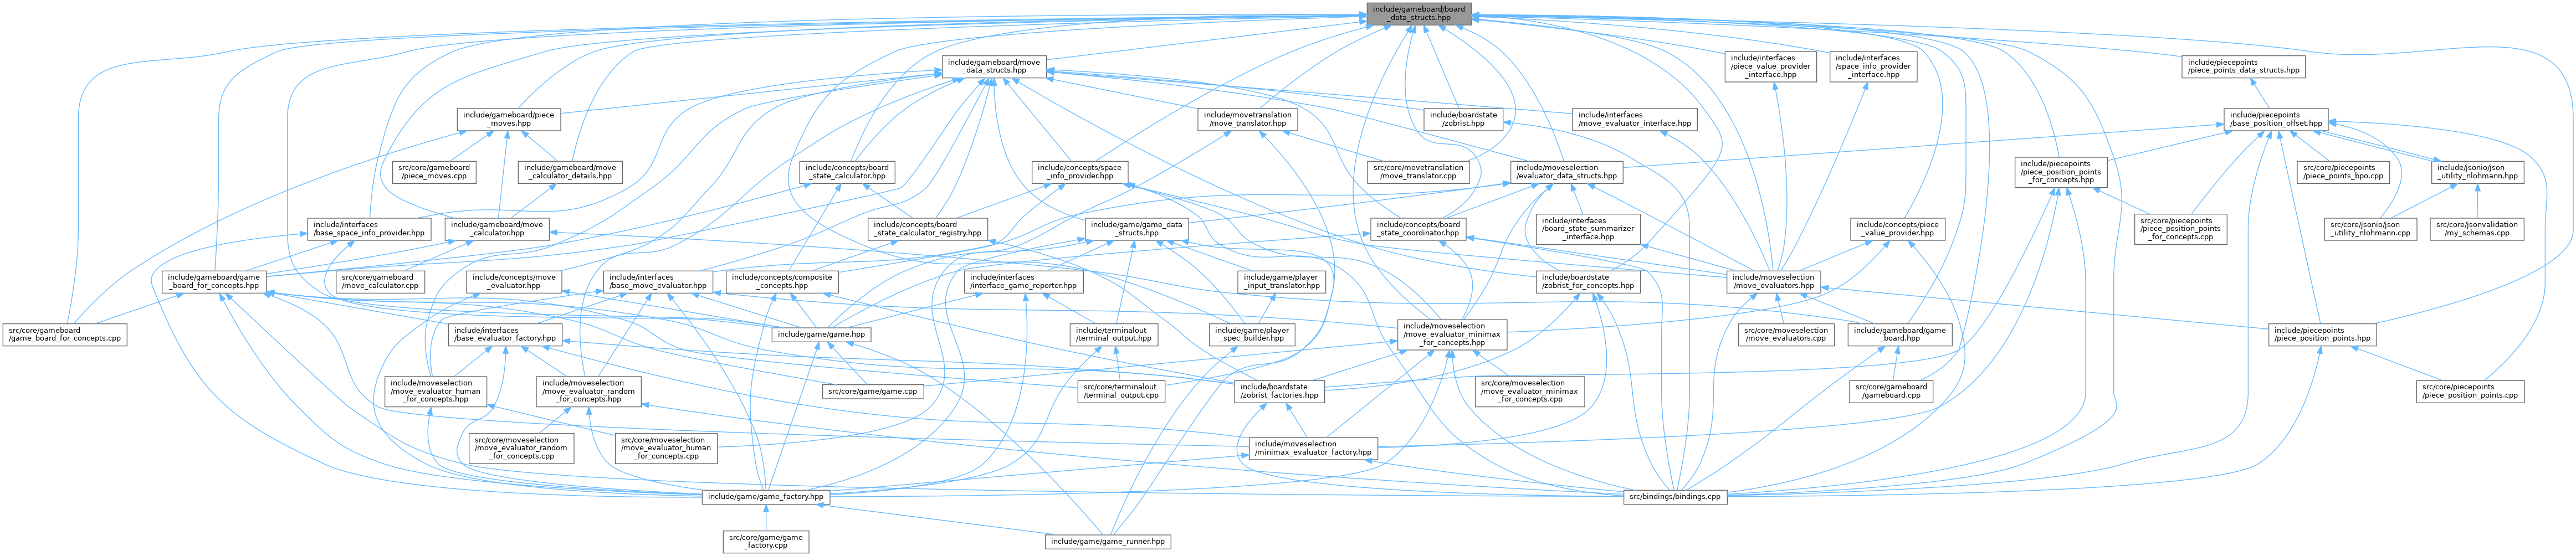 include/gameboard/board
_data_structs.hpp
include/gameboard/move
_data_structs.hpp
include/interfaces
/piece_value_provider
_interface.hpp
include/interfaces
/space_info_provider
_interface.hpp
include/piecepoints
/piece_points_data_structs.hpp
include/gameboard/piece
_moves.hpp
include/movetranslation
/move_translator.hpp
include/boardstate
/zobrist.hpp
include/interfaces
/move_evaluator_interface.hpp
include/piecepoints
/base_position_offset.hpp
src/core/gameboard
/piece_moves.cpp
include/gameboard/move
_calculator_details.hpp
include/concepts/board
_state_calculator.hpp
include/concepts/space
_info_provider.hpp
src/core/movetranslation
/move_translator.cpp
include/moveselection
/evaluator_data_structs.hpp
include/piecepoints
/piece_position_points
_for_concepts.hpp
src/core/piecepoints
/piece_points_bpo.cpp
include/jsonio/json
_utility_nlohmann.hpp
include/interfaces
/base_space_info_provider.hpp
include/gameboard/move
_calculator.hpp
include/concepts/board
_state_calculator_registry.hpp
include/game/game_data
_structs.hpp
include/concepts/board
_state_coordinator.hpp
include/interfaces
/board_state_summarizer
_interface.hpp
include/concepts/piece
_value_provider.hpp
src/core/piecepoints
/piece_position_points
_for_concepts.cpp
src/core/jsonio/json
_utility_nlohmann.cpp
src/core/jsonvalidation
/my_schemas.cpp
include/gameboard/game
_board_for_concepts.hpp
src/core/gameboard
/move_calculator.cpp
include/concepts/move
_evaluator.hpp
include/interfaces
/base_move_evaluator.hpp
include/concepts/composite
_concepts.hpp
include/interfaces
/interface_game_reporter.hpp
include/game/player
_input_translator.hpp
include/boardstate
/zobrist_for_concepts.hpp
include/moveselection
/move_evaluators.hpp
src/core/gameboard
/game_board_for_concepts.cpp
include/interfaces
/base_evaluator_factory.hpp
include/game/game.hpp
include/terminalout
/terminal_output.hpp
include/game/player
_spec_builder.hpp
include/moveselection
/move_evaluator_minimax
_for_concepts.hpp
src/core/moveselection
/move_evaluators.cpp
include/gameboard/game
_board.hpp
include/piecepoints
/piece_position_points.hpp
include/moveselection
/move_evaluator_human
_for_concepts.hpp
include/moveselection
/move_evaluator_random
_for_concepts.hpp
src/core/game/game.cpp
src/core/terminalout
/terminal_output.cpp
include/boardstate
/zobrist_factories.hpp
src/core/moveselection
/move_evaluator_minimax
_for_concepts.cpp
src/core/gameboard
/gameboard.cpp
src/core/piecepoints
/piece_position_points.cpp
src/core/moveselection
/move_evaluator_random
_for_concepts.cpp
src/core/moveselection
/move_evaluator_human
_for_concepts.cpp
include/moveselection
/minimax_evaluator_factory.hpp
include/game/game_factory.hpp
src/bindings/bindings.cpp
src/core/game/game
_factory.cpp
include/game/game_runner.hpp